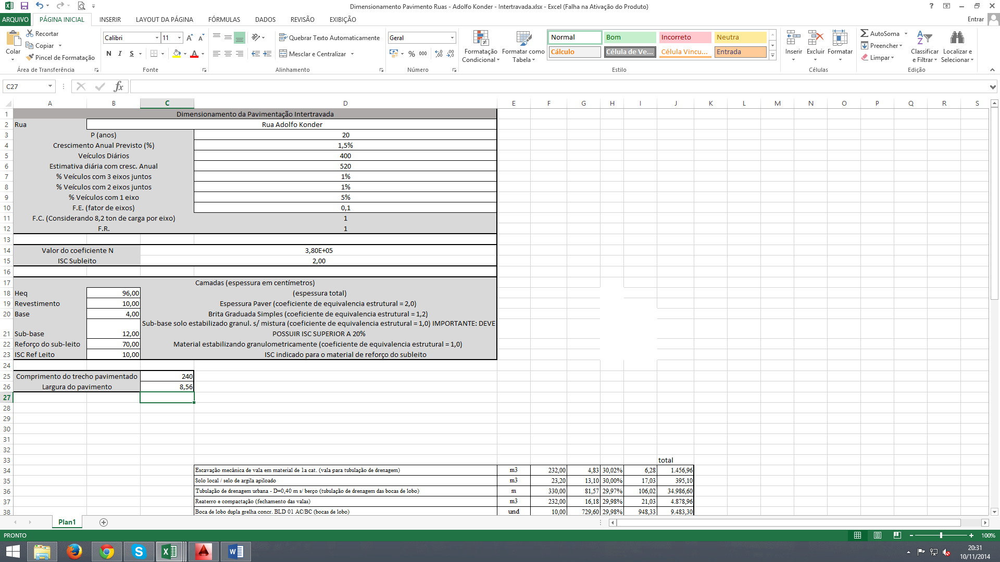 Dimensionamento Pavimento Ruas - Adolfo Konder - Intertravada.xlsx - Excel (Falha na Ativação do Produto)
ARQUIVO PÁGINA INICIAL INSERIR LAYOUT DA PÁGINA FÓRMULAS DADOS REVISÃO EXIBIÇÃO Entrar
Colar
Recortar
Copiar
Pincel de Formatação
Área de Transferência
Calibri 11
N I S
Fonte
Quebrar Texto Automaticamente
Mesclar e Centralizar
Alinhamento
Geral
% 000
Número
Formatação Condicional
Formatar como Tabela
Normal Bom Incorreto Neutra
Cálculo Célula de Ve... Célula Vincu... Entrada
Estilo
Inserir Excluir Formatar
Células
AutoSoma
Preencher
Limpar
Classificar e Filtrar
Localizar e Selecionar
Edição
C27 fx
A B C D E F G H I J K L M N O P Q R S
1 Dimensionamento da Pavimentação Intertravada
2 Rua Rua Adolfo Konder
3 P (anos) 20
4 Crescimento Anual Previsto (%) 1,5%
5 Veículos Diários 400
6 Estimativa diária com cresc. Anual 520
7 % Veículos com 3 eixos juntos 1%
8 % Veículos com 2 eixos juntos 1%
9 % Veículos com 1 eixo 5%
10 F.E. (fator de eixos) 0,1
11 F.C. (Considerando 8,2 ton de carga por eixo) 1
12 F.R. 1
13
14 Valor do coeficiente N 3,80E+05
15 ISC Subleito 2,00
16
17 Camadas (espessura em centímetros)
18 Heq 96,00 (espessura total)
19 Revestimento 10,00 Espessura Paver (coeficiente de equivalencia estrutural = 2,0)
20 Base 4,00 Brita Graduada Simples (coeficiente de equivalencia estrutural = 1,2)
Sub-base solo estabilizado granul. s/ mistura (coeficiente de equivalencia estrutural = 1,0) IMPORTANTE: DEVE
21 Sub-base 12,00 POSSUIR ISC SUPERIOR A 20%
22 Reforço do sub-leito 70,00 Material estabilizando granulometricamente (coeficiente de equivalencia estrutural = 1,0)
23 ISC Ref Leito 10,00 ISC indicado para o material de reforço do subleito
24
25 Comprimento do trecho pavimentado 240
26 Largura do pavimento 8,56
27
28
29
30
31
32
33 total
34 Escavação mecânica de vala em material de 1a cat. (vala para tubulação de drenagem) m3 232,00 4,83 30,02% 6,28 1.456,96
35 Solo local / selo de argila apiloado m3 23,20 13,10 30,00% 17,03 395,10
36 Tubulação de drenagem urbana - D=0,40 m s/ berço (tubulação de drenagem das bocas de lobo) m 330,00 81,57 29,97% 106,02 34.986,60
37 Reaterro e compactação (fechamento das valas) m3 232,00 16,18 29,98% 21,03 4.878,96
38 Boca de lobo dupla grelha concr. BLD 01 AC/BC (bocas de lobo) und 10,00 729,60 29,98% 948,33 9.483,30
Plan1
PRONTO 100%
20:31
10/11/2014